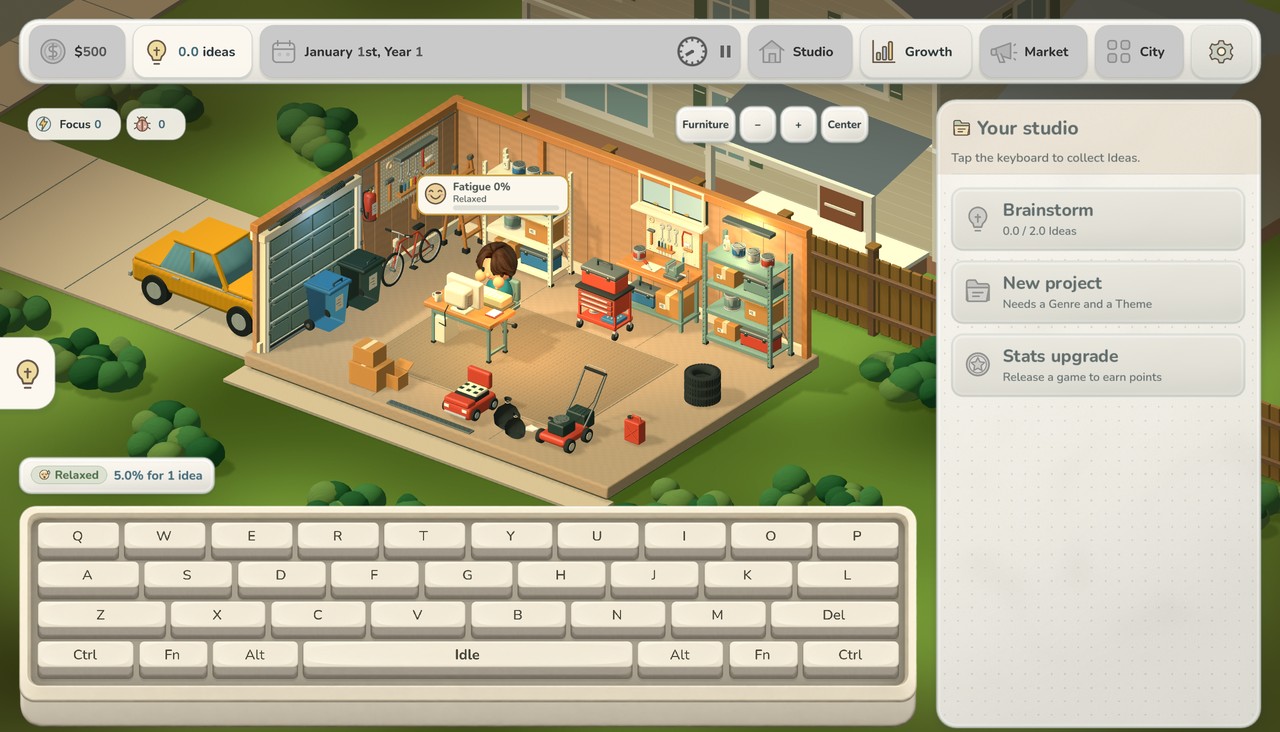 $500
0.0 ideas
January 1st, Year 1
Studio
Growth
Market
City
Focus 0
0
Furniture
−
+
Center
Fatigue 0%
Relaxed
Your studio
Tap the keyboard to collect Ideas.
Brainstorm
0.0 / 2.0 Ideas
New project
Needs a Genre and a Theme
Stats upgrade
Release a game to earn points
Relaxed 5.0% for 1 idea
Q W E R T Y U I O P
A S D F G H J K L
Z X C V B N M Del
Ctrl Fn Alt Idle Alt Fn Ctrl